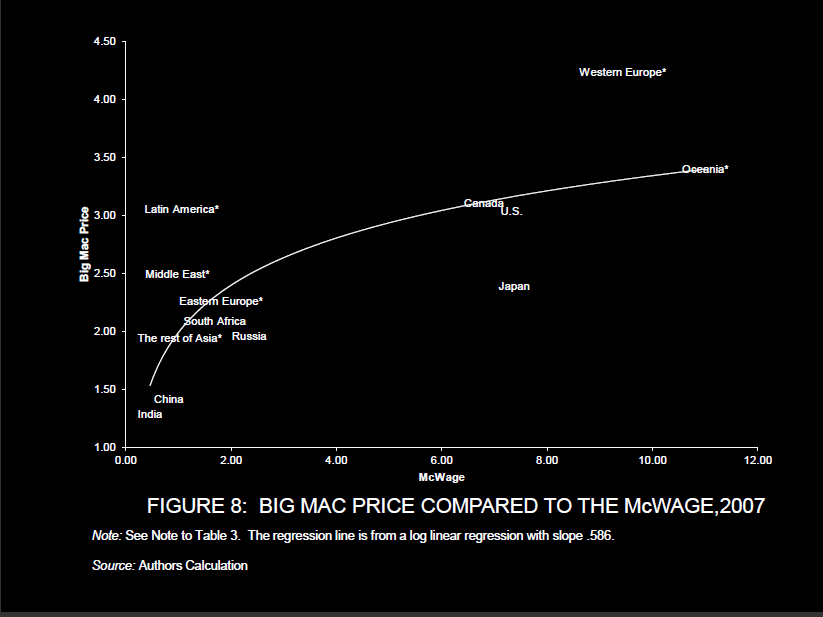 4.50
Western Europe*
4.00
3.50
Oceania*
Canada
Latin America*
U.S.
3.00
Big Mac Price
Middle East*
2.50
Japan
Eastern Europe*
South Africa
2.00
The rest of Asia*
Russia
1.50
China
India
1.00
0.00 2.00 4.00 6.00 8.00 10.00 12.00
McWage
FIGURE 8: BIG MAC PRICE COMPARED TO THE McWAGE,2007
Note: See Note to Table 3. The regression line is from a log linear regression with slope .586.
Source: Authors Calculation